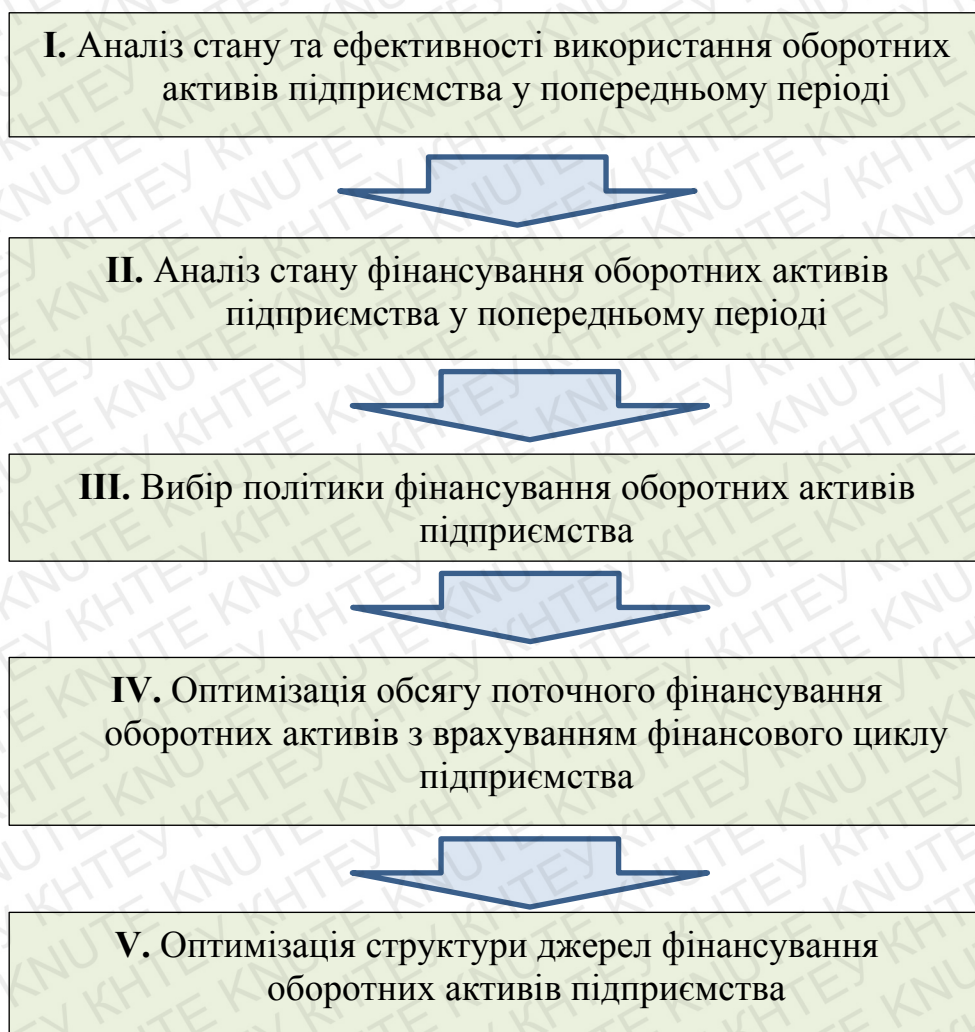 I. Аналіз стану та ефективності використання оборотних
активів підприємства у попередньому періоді
II. Аналіз стану фінансування оборотних активів
підприємства у попередньому періоді
III. Вибір політики фінансування оборотних активів
підприємства
IV. Оптимізація обсягу поточного фінансування
оборотних активів з врахуванням фінансового циклу
підприємства
V. Оптимізація структури джерел фінансування
оборотних активів підприємства